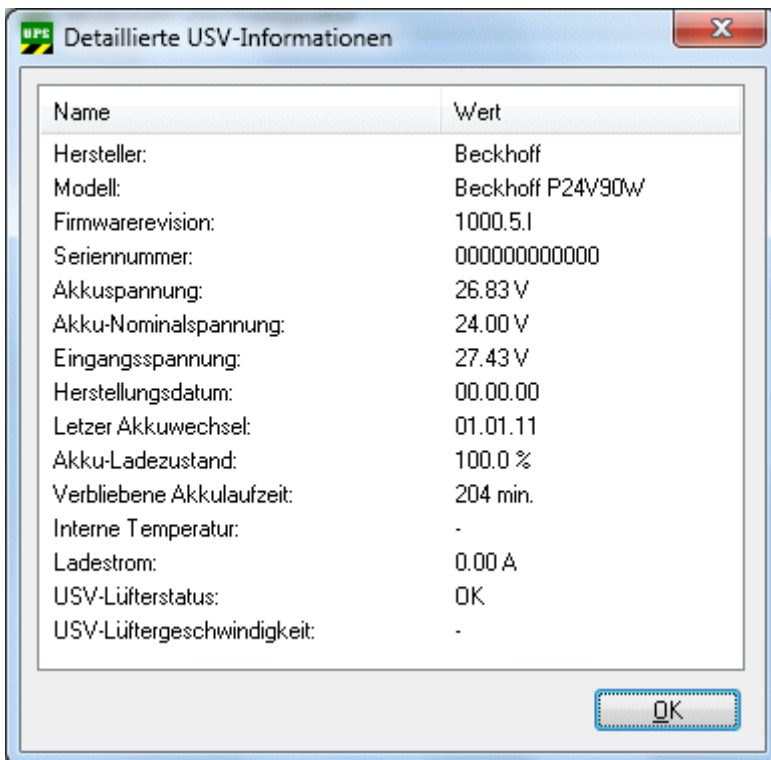 UPS Detaillierte USV-Informationen
Name Wert
Hersteller: Beckhoff
Modell: Beckhoff P24V90W
Firmwarerevision: 1000.5.I
Seriennummer: 000000000000
Akkuspannung: 26.83 V
Akku-Nominalspannung: 24.00 V
Eingangsspannung: 27.43 V
Herstellungsdatum: 00.00.00
Letzer Akkuwechsel: 01.01.11
Akku-Ladezustand: 100.0 %
Verbliebene Akkulaufzeit: 204 min.
Interne Temperatur: -
Ladestrom: 0.00 A
USV-Lüfterstatus: OK
USV-Lüftergeschwindigkeit: -
OK